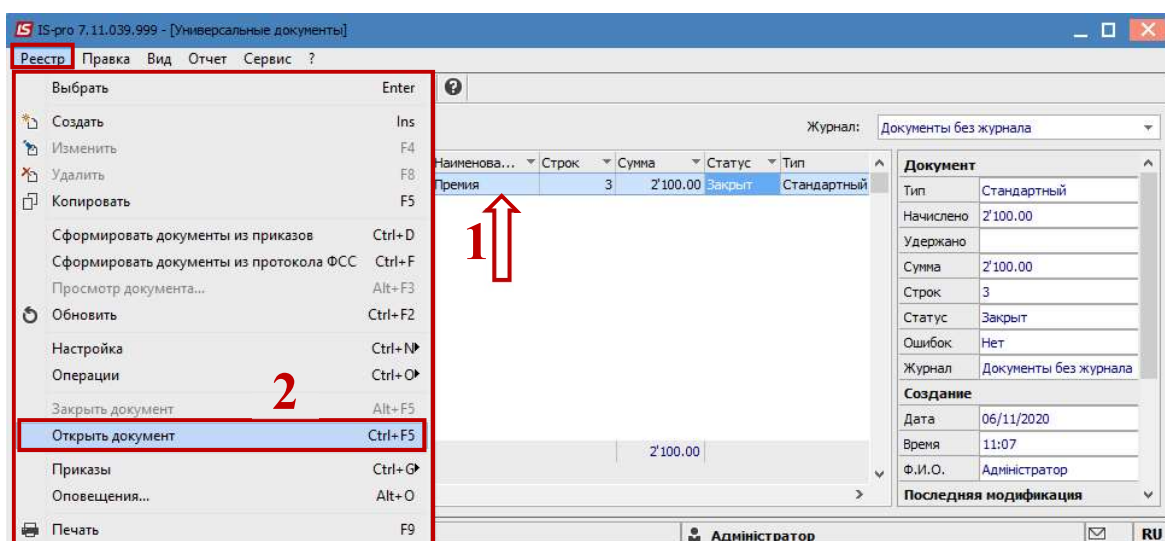 IS-pro 7.11.039.999 - [Универсальные документы]
Реестр Правка Вид Отчет Сервис ?
Выбрать Enter
Создать Ins
Изменить F4
Удалить F8
Копировать F5
Сформировать документы из приказов Ctrl+D
Сформировать документы из протокола ФСС Ctrl+F
Просмотр документа... Alt+F3
Обновить Ctrl+F2
Настройка Ctrl+N
Операции Ctrl+O
Закрыть документ Alt+F5
Открыть документ Ctrl+F5
Приказы Ctrl+G
Оповещения... Alt+O
Печать F9
2
Журнал: Документы без журнала
Наименова... Строк Сумма Статус Тип
Премия 3 2'100.00 Закрыт Стандартный
1
2'100.00
Документ
Тип Стандартный
Начислено 2'100.00
Удержано
Сумма 2'100.00
Строк 3
Статус Закрыт
Ошибок Нет
Журнал Документы без журнала
Создание
Дата 06/11/2020
Время 11:07
Ф.И.О. Адміністратор
Последняя модификация
Адміністратор RU